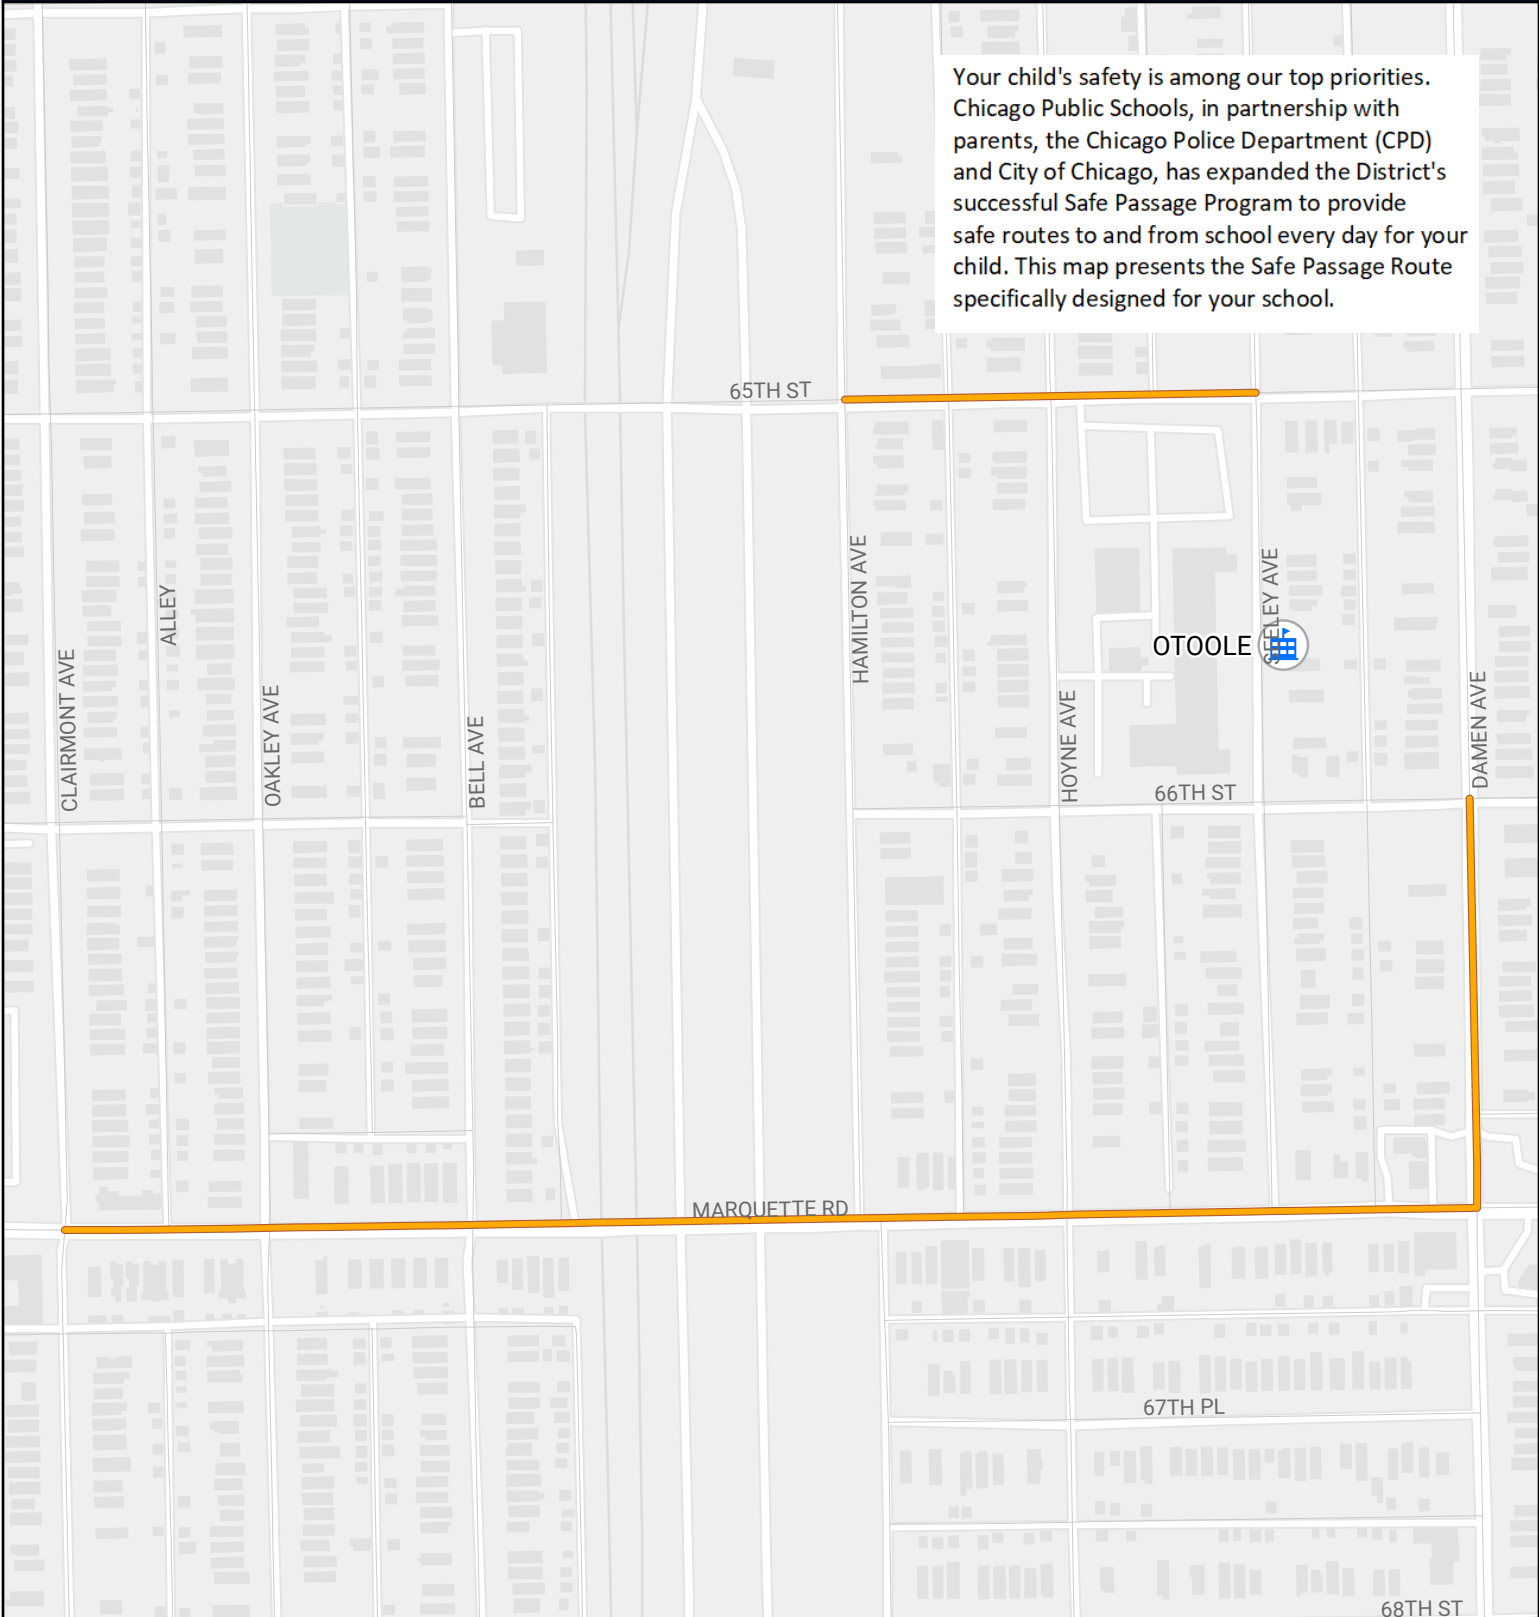 Your child's safety is among our top priorities.
Chicago Public Schools, in partnership with
parents, the Chicago Police Department (CPD)
and City of Chicago, has expanded the District's
successful Safe Passage Program to provide
safe routes to and from school every day for your
child. This map presents the Safe Passage Route
specifically designed for your school.
65TH ST
HAMILTON AVE
SEELEY AVE
ALLEY
OTOOLE
CLAIRMONT AVE
OAKLEY AVE
BELL AVE
HOYNE AVE
DAMEN AVE
66TH ST
MARQUETTE RD
67TH PL
68TH ST